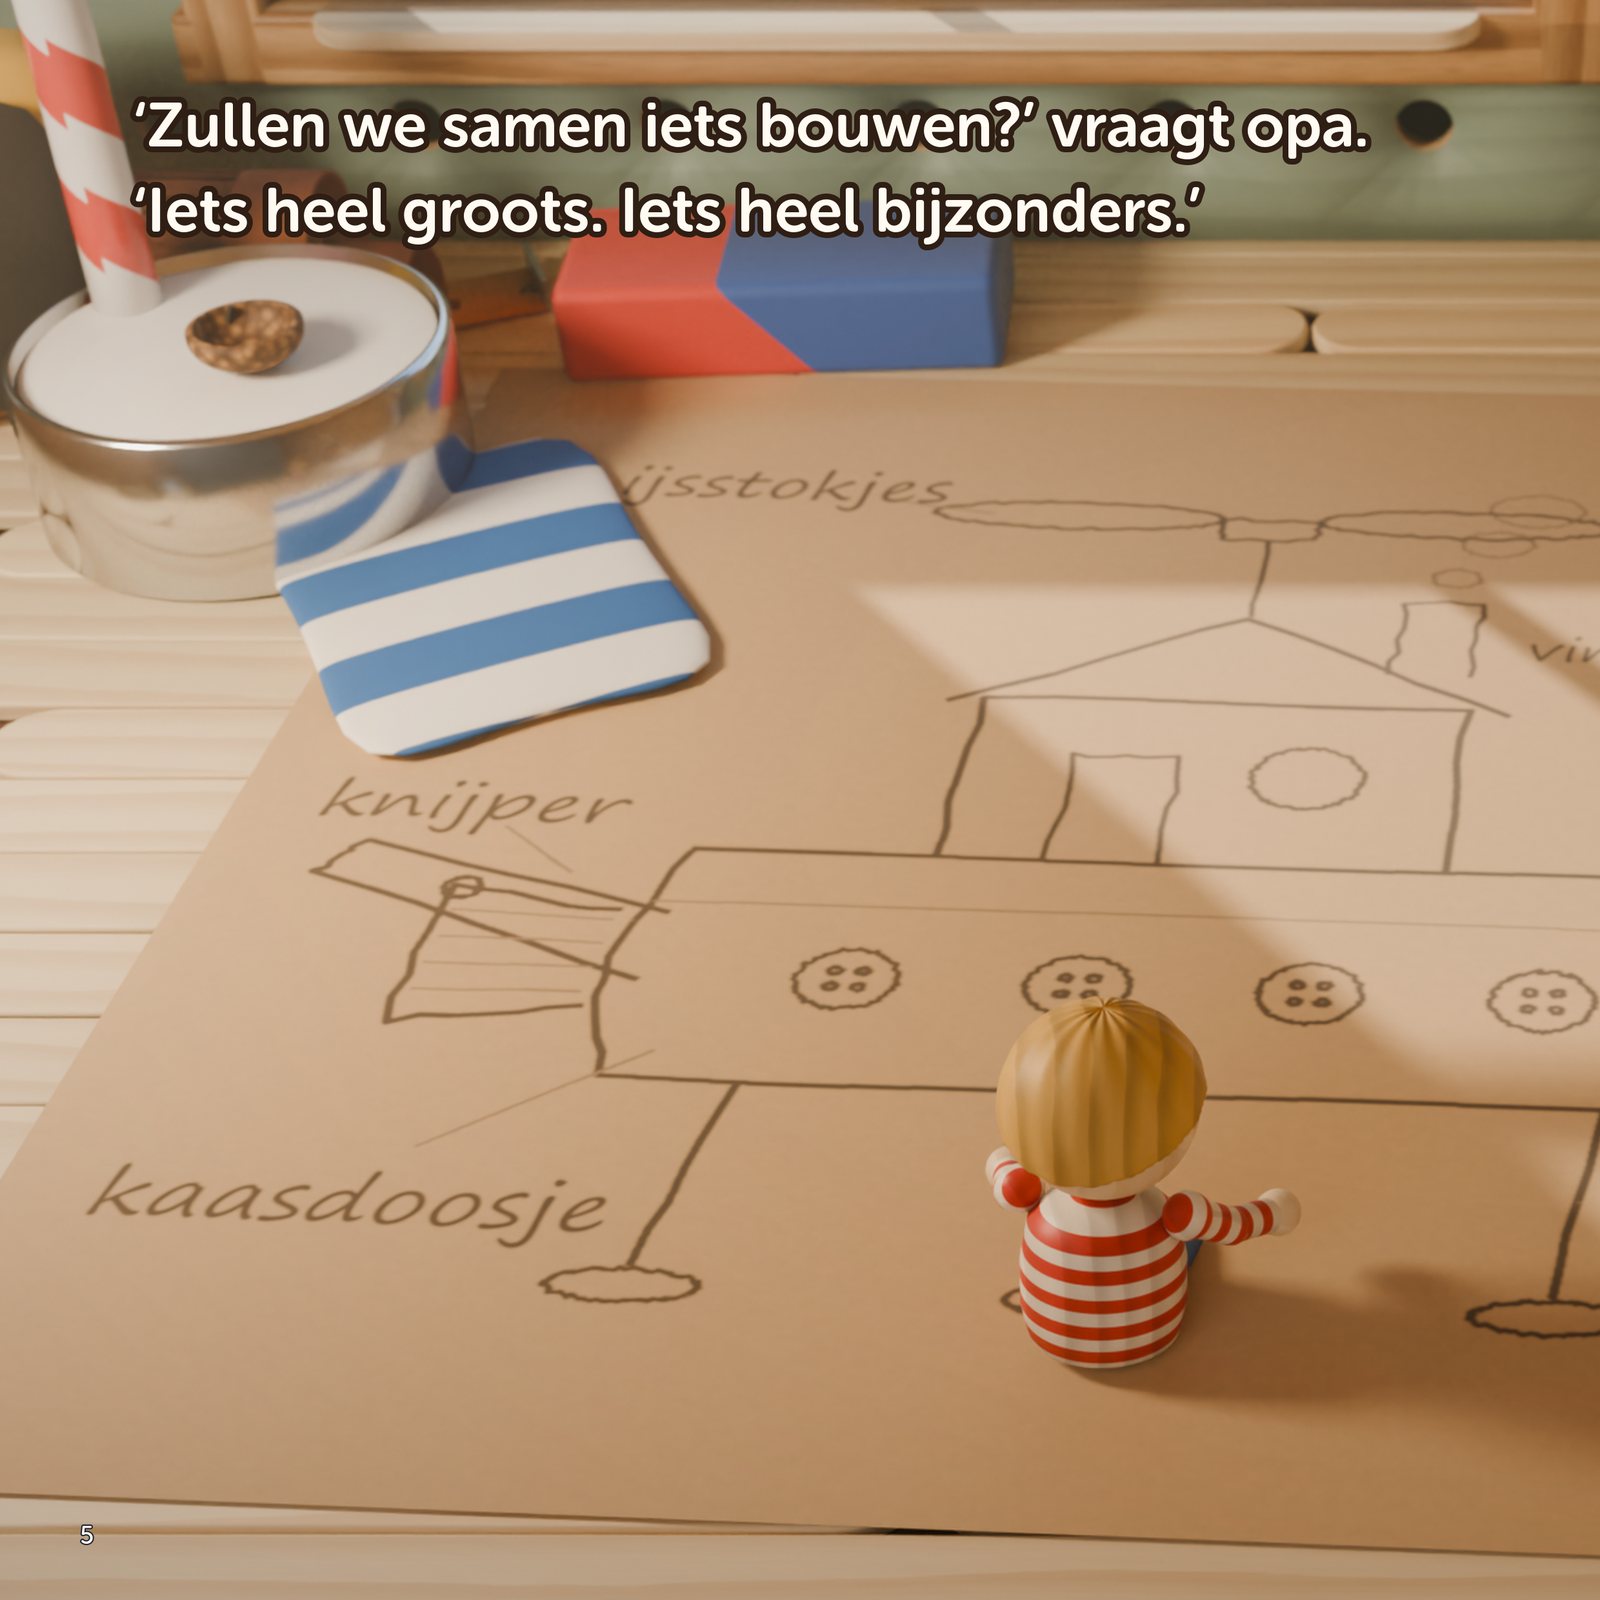 ‘Zullen we samen iets bouwen?’ vraagt opa.
‘Iets heel groots. Iets heel bijzonders.’
ijsstokjes
knijper
kaasdoosje
5